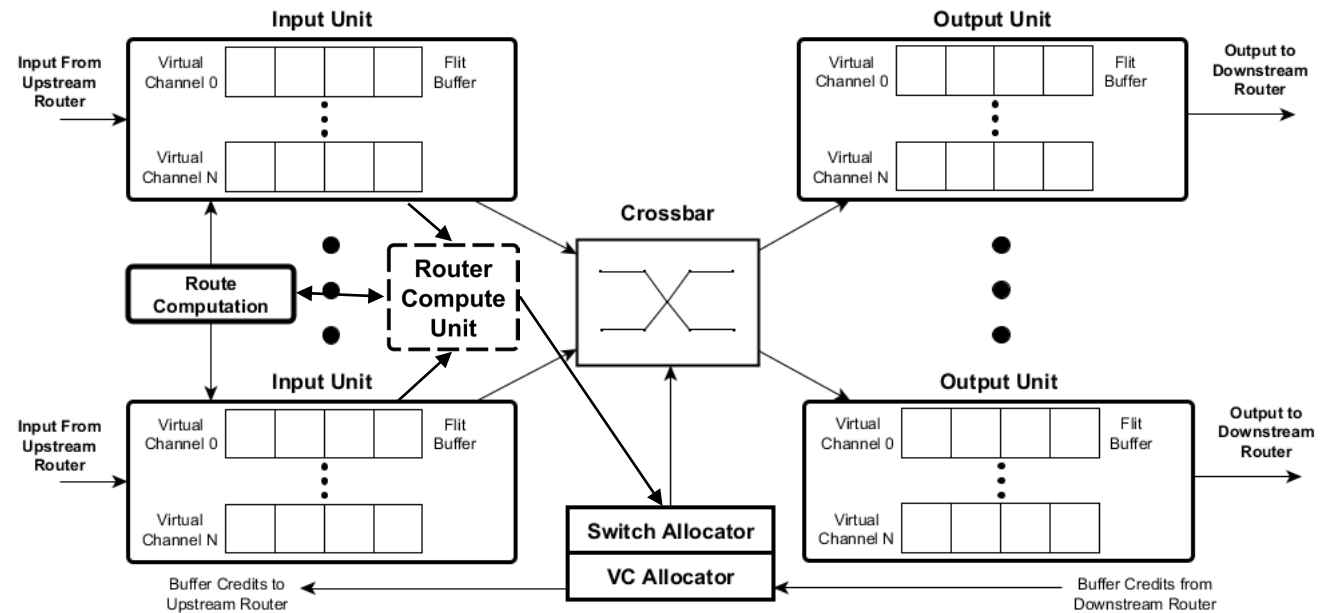 Input Unit
Output Unit
Input From
Upstream
Router
Virtual
Channel 0
Flit
Buffer
Virtual
Channel N
Virtual
Channel 0
Flit
Buffer
Virtual
Channel N
Output to
Downstream
Router
Crossbar
Route
Computation
Router
Compute
Unit
Input Unit
Output Unit
Input From
Upstream
Router
Virtual
Channel 0
Flit
Buffer
Virtual
Channel N
Virtual
Channel 0
Flit
Buffer
Virtual
Channel N
Output to
Downstream
Router
Switch Allocator
VC Allocator
Buffer Credits to
Upstream Router
Buffer Credits from
Downstream Router